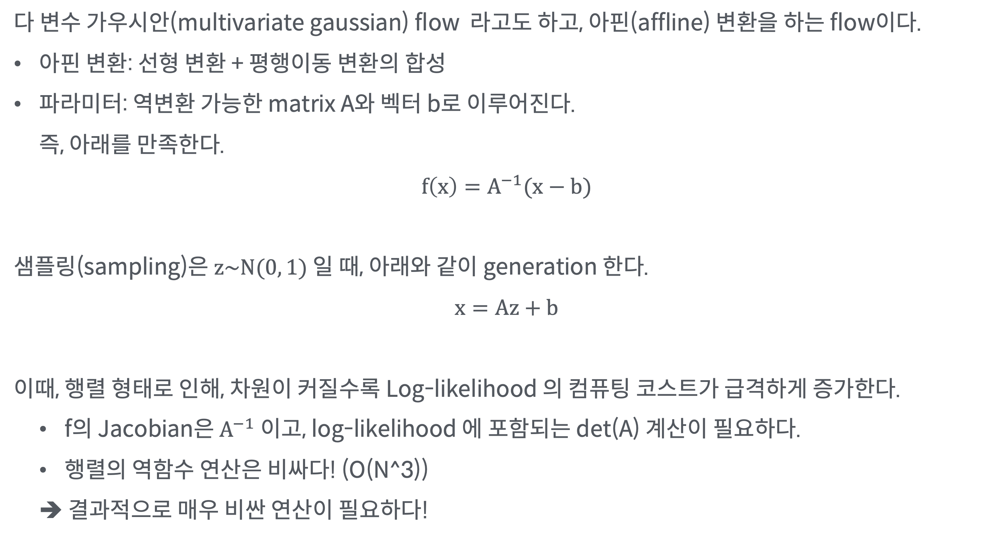 다 변수 가우시안(multivariate gaussian) flow 라고도 하고, 아핀(affline) 변환을 하는 flow이다.
• 아핀 변환: 선형 변환 + 평행이동 변환의 합성
• 파라미터: 역변환 가능한 matrix A와 벡터 b로 이루어진다.
즉, 아래를 만족한다.
f(x) = A⁻¹(x − b)
샘플링(sampling)은 z~N(0, 1) 일 때, 아래와 같이 generation 한다.
x = Az + b
이때, 행렬 형태로 인해, 차원이 커질수록 Log-likelihood 의 컴퓨팅 코스트가 급격하게 증가한다.
• f의 Jacobian은 A⁻¹ 이고, log-likelihood 에 포함되는 det(A) 계산이 필요하다.
• 행렬의 역함수 연산은 비싸다! (O(N^3))
➔ 결과적으로 매우 비싼 연산이 필요하다!